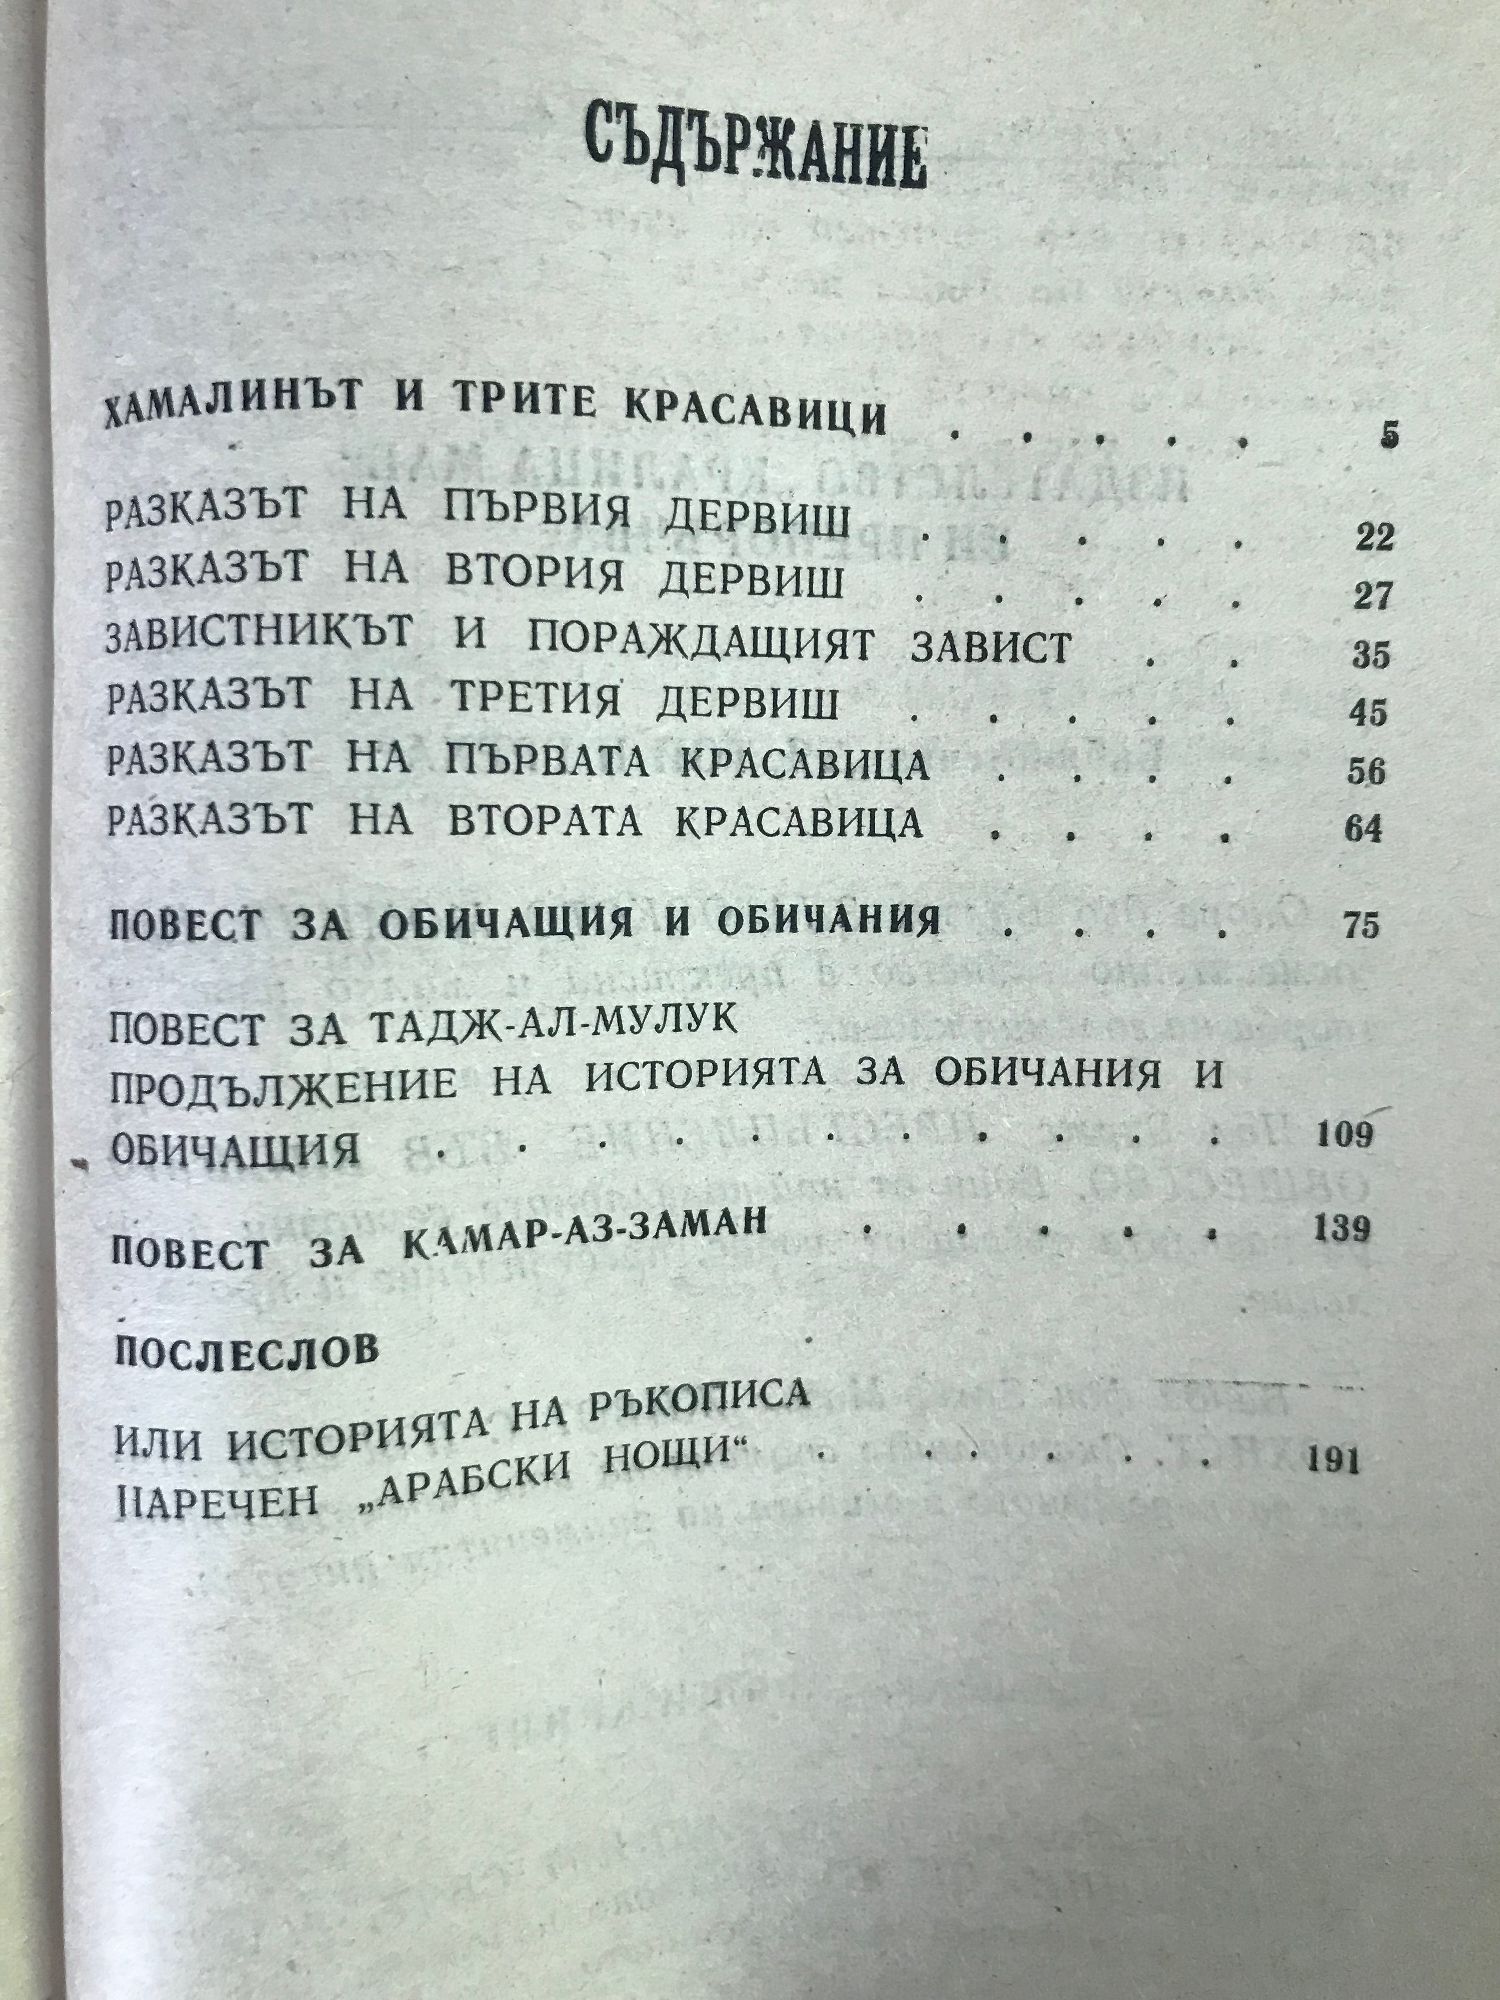 СЪДЪРЖАНИЕ
ХАМАЛИНЪТ И ТРИТЕ КРАСАВИЦИ . . . . . 5
РАЗКАЗЪТ НА ПЪРВИЯ ДЕРВИШ . . . . . 22
РАЗКАЗЪТ НА ВТОРИЯ ДЕРВИШ . . . . . 27
ЗАВИСТНИКЪТ И ПОРАЖДАЩИЯТ ЗАВИСТ . . 35
РАЗКАЗЪТ НА ТРЕТИЯ ДЕРВИШ . . . . . 45
РАЗКАЗЪТ НА ПЪРВАТА КРАСАВИЦА . . . . 56
РАЗКАЗЪТ НА ВТОРАТА КРАСАВИЦА . . . . 64
ПОВЕСТ ЗА ОБИЧАЩИЯ И ОБИЧАНИЯ . . . . 75
ПОВЕСТ ЗА ТАДЖ-АЛ-МУЛУК
ПРОДЪЛЖЕНИЕ НА ИСТОРИЯТА ЗА ОБИЧАНИЯ И
ОБИЧАЩИЯ . . . . . . . . . . . 109
ПОВЕСТ ЗА КАМАР-АЗ-ЗАМАН . . . . . 139
ПОСЛЕСЛОВ
ИЛИ ИСТОРИЯТА НА РЪКОПИСА
НАРЕЧЕН „АРАБСКИ НОЩИ“ . . . . . . 191